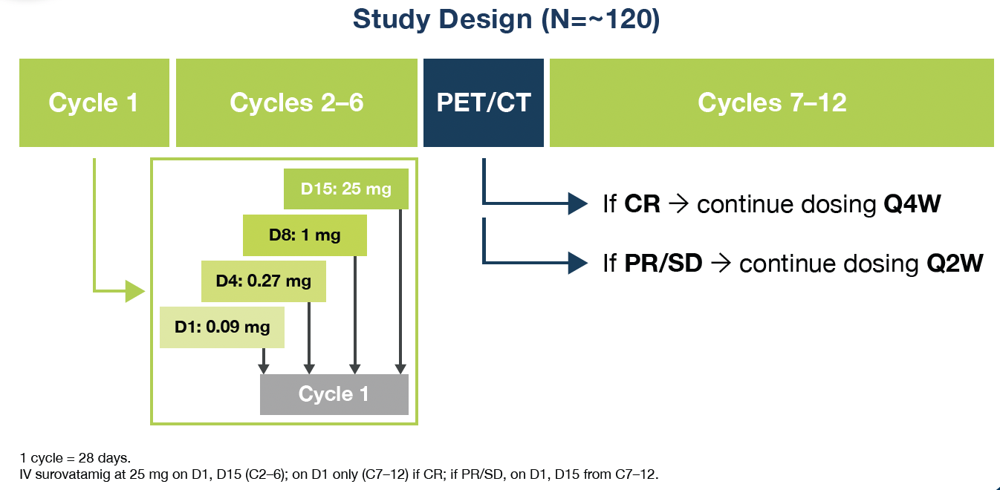 Study Design (N=~120)
Cycle 1
Cycles 2–6
PET/CT
Cycles 7–12
D15: 25 mg
D8: 1 mg
D4: 0.27 mg
D1: 0.09 mg
Cycle 1
If CR → continue dosing Q4W
If PR/SD → continue dosing Q2W
1 cycle = 28 days.
IV surovatamig at 25 mg on D1, D15 (C2–6); on D1 only (C7–12) if CR; if PR/SD, on D1, D15 from C7–12.